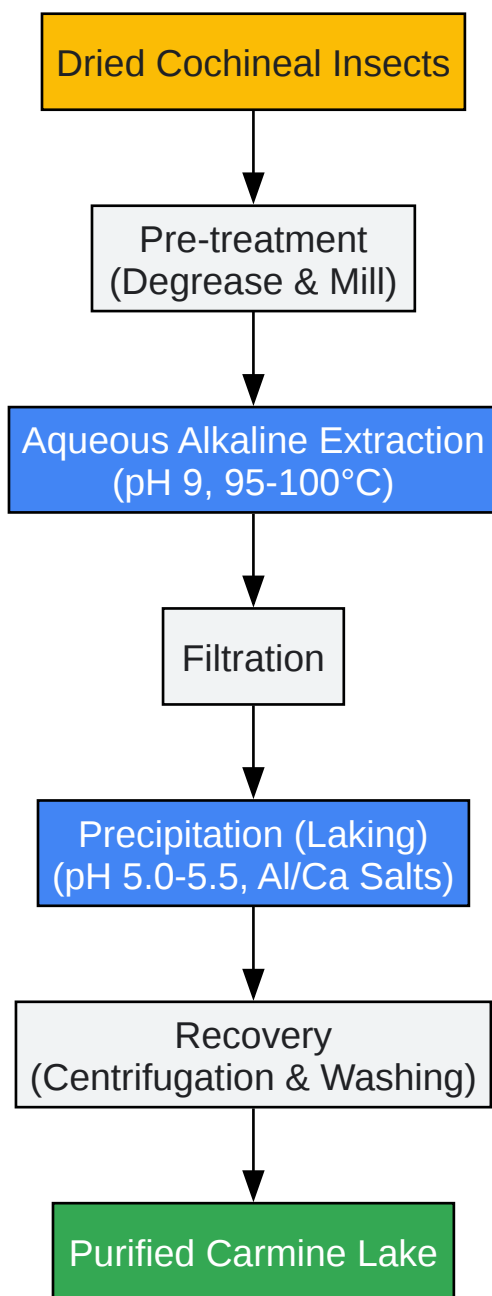 Dried Cochineal Insects
Pre-treatment
(Degrease & Mill)
Aqueous Alkaline Extraction
(pH 9, 95-100°C)
Filtration
Precipitation (Laking)
(pH 5.0-5.5, Al/Ca Salts)
Recovery
(Centrifugation & Washing)
Purified Carmine Lake